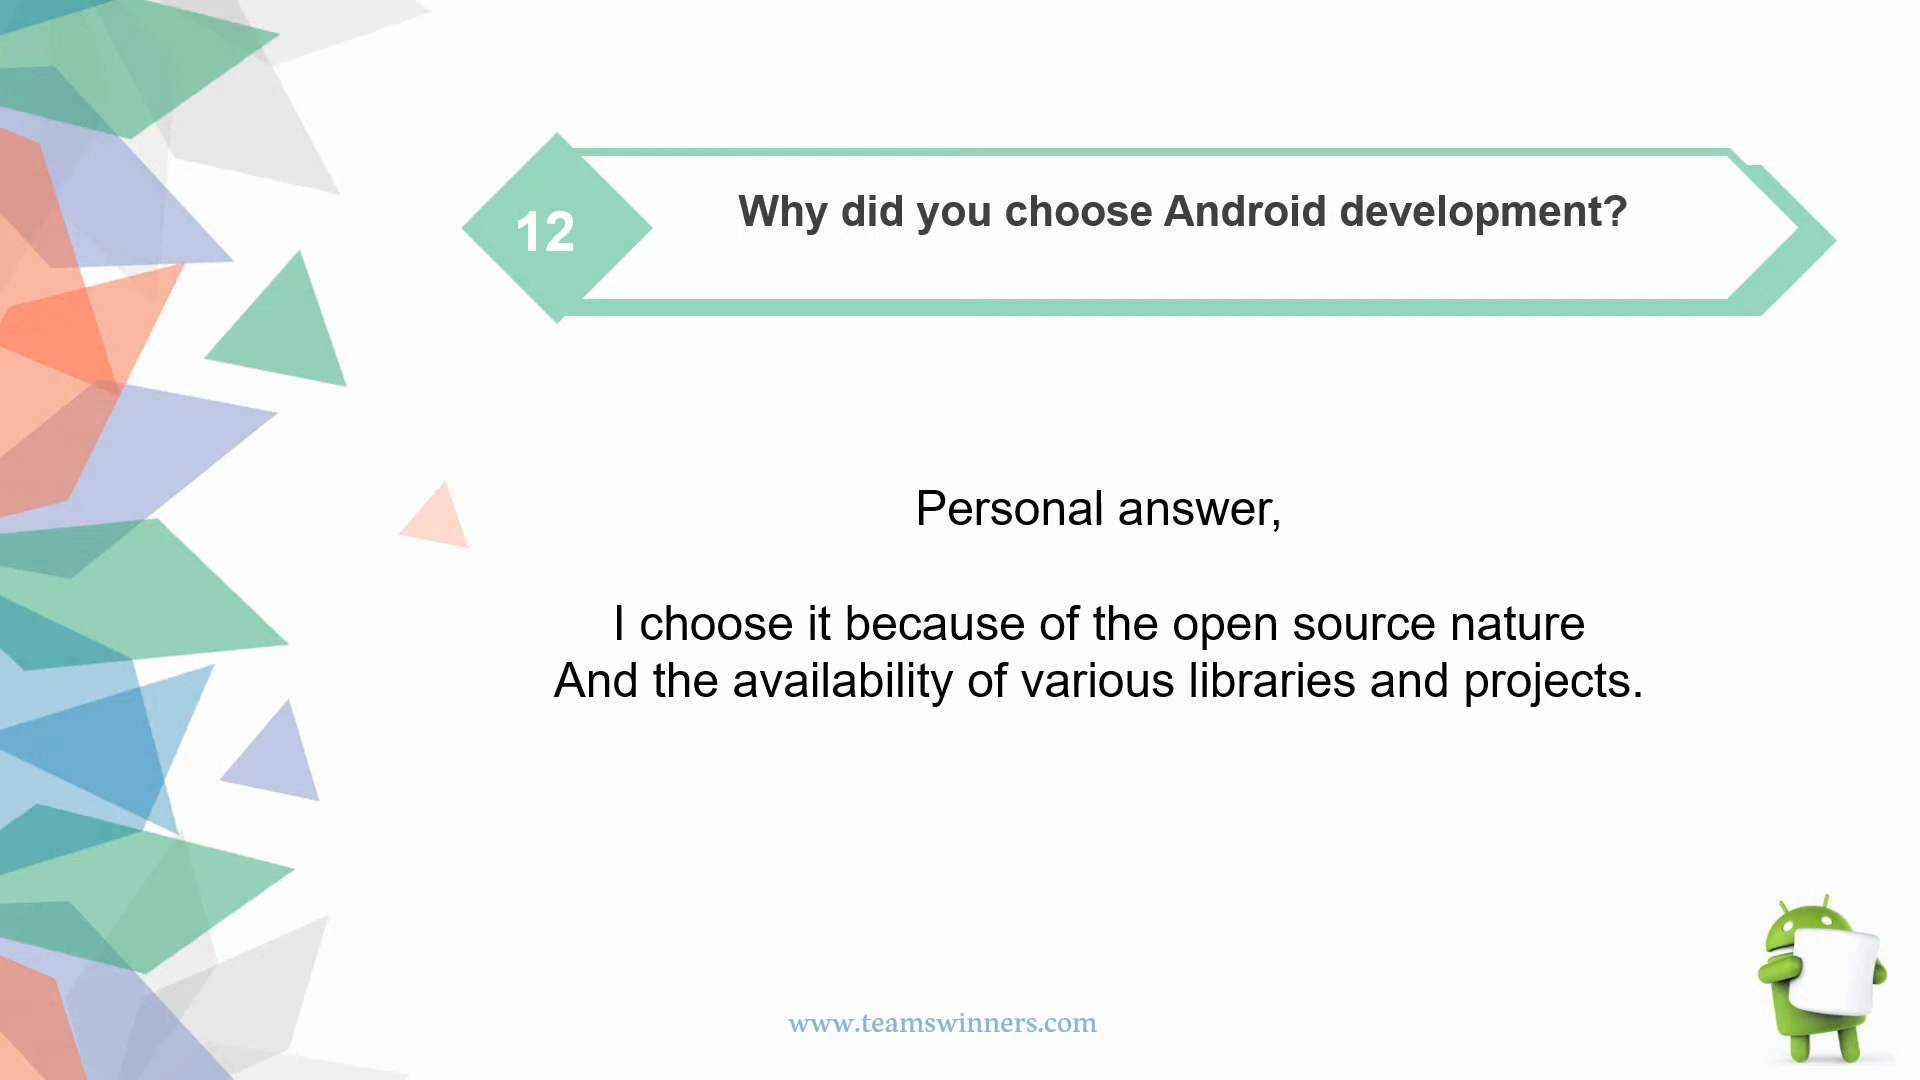 12
Why did you choose Android development?
Personal answer,
I choose it because of the open source nature
And the availability of various libraries and projects.
www.teamswinners.com